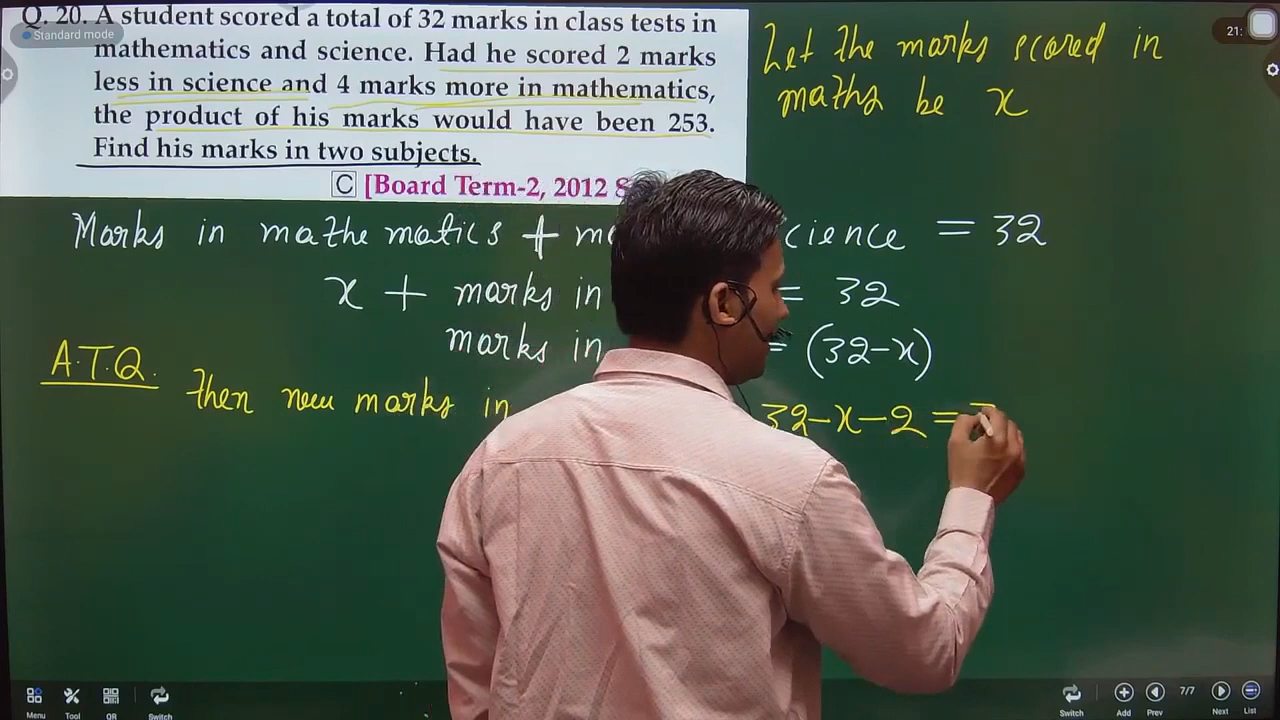 Q. 20. A student scored a total of 32 marks in class tests in
Standard mode
mathematics and science. Had he scored 2 marks
less in science and 4 marks more in mathematics,
the product of his marks would have been 253.
Find his marks in two subjects.
C [Board Term-2, 2012
Let the marks scored in
maths be x
21:
Marks in mathematics + = 32
x + marks in = 32
marks in = (32-x)
A.T.Q.
then new marks in 32-x-2 =
Menu Tool QR Switch
Switch Add Prev 7/7 Next List